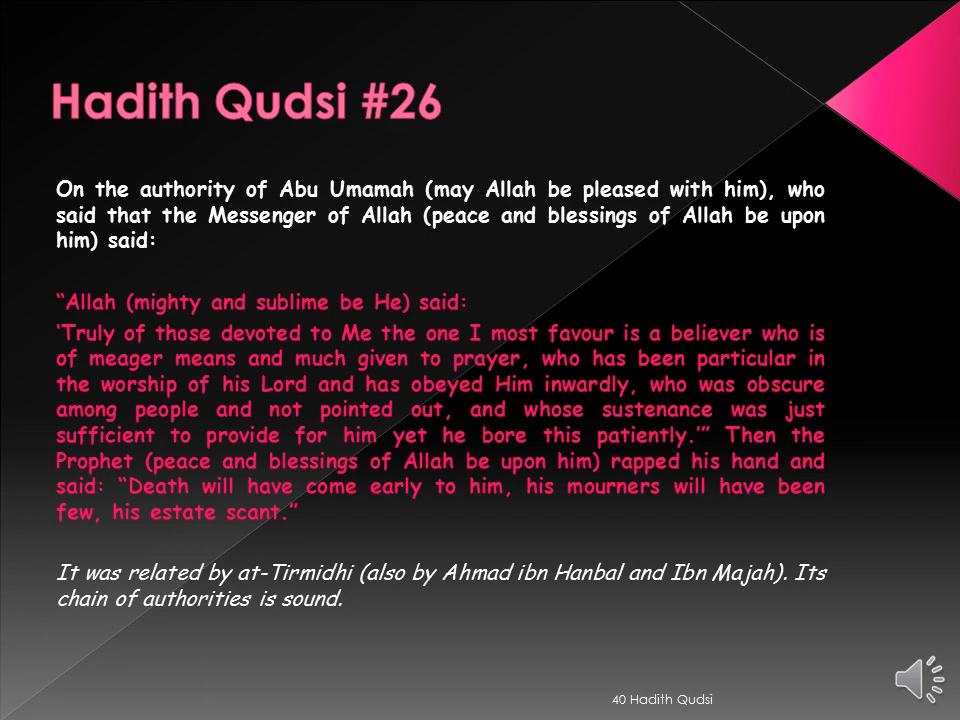 Hadith Qudsi #26
On the authority of Abu Umamah (may Allah be pleased with him), who
said that the Messenger of Allah (peace and blessings of Allah be upon
him) said:
“Allah (mighty and sublime be He) said:
‘Truly of those devoted to Me the one I most favour is a believer who is
of meager means and much given to prayer, who has been particular in
the worship of his Lord and has obeyed Him inwardly, who was obscure
among people and not pointed out, and whose sustenance was just
sufficient to provide for him yet he bore this patiently.’” Then the
Prophet (peace and blessings of Allah be upon him) rapped his hand and
said: “Death will have come early to him, his mourners will have been
few, his estate scant.”
It was related by at-Tirmidhi (also by Ahmad ibn Hanbal and Ibn Majah). Its
chain of authorities is sound.
40 Hadith Qudsi